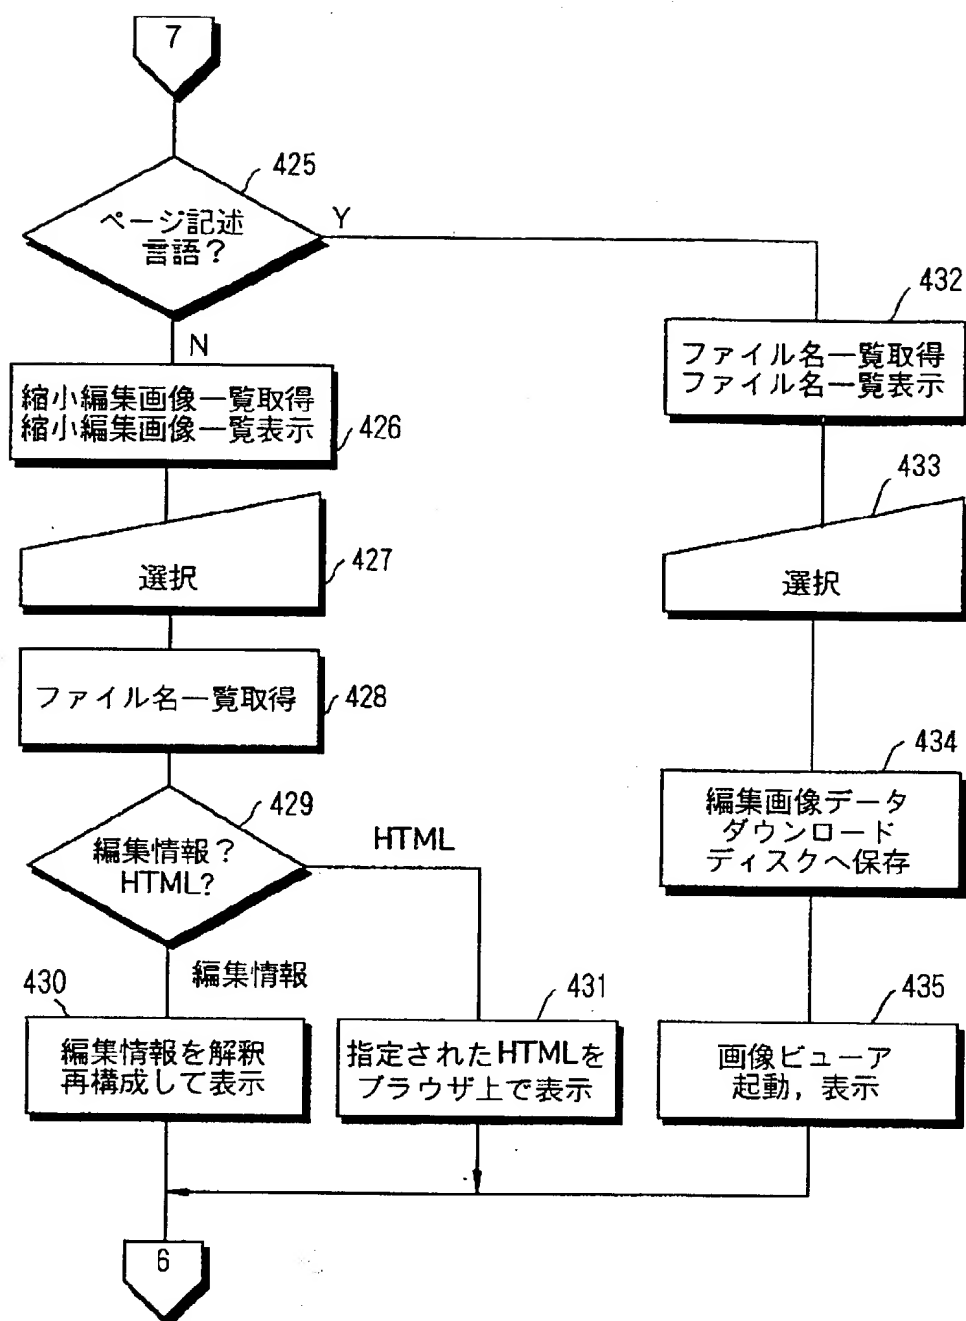 7
425
ページ記述
言語？
Y
N
432
ファイル名一覧取得
ファイル名一覧表示
縮小編集画像一覧取得
縮小編集画像一覧表示
426
433
選択
427
選択
ファイル名一覧取得
428
434
編集画像データ
ダウンロード
ディスクへ保存
429
編集情報？
HTML?
HTML
編集情報
430
編集情報を解釈
再構成して表示
431
指定されたHTMLを
ブラウザ上で表示
435
画像ビューア
起動，表示
6